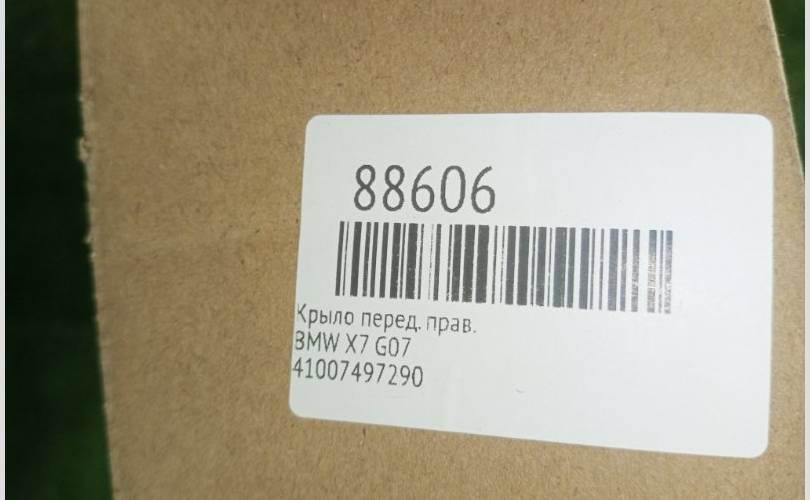 88606
Крыло перед. прав.
BMW X7 G07
41007497290